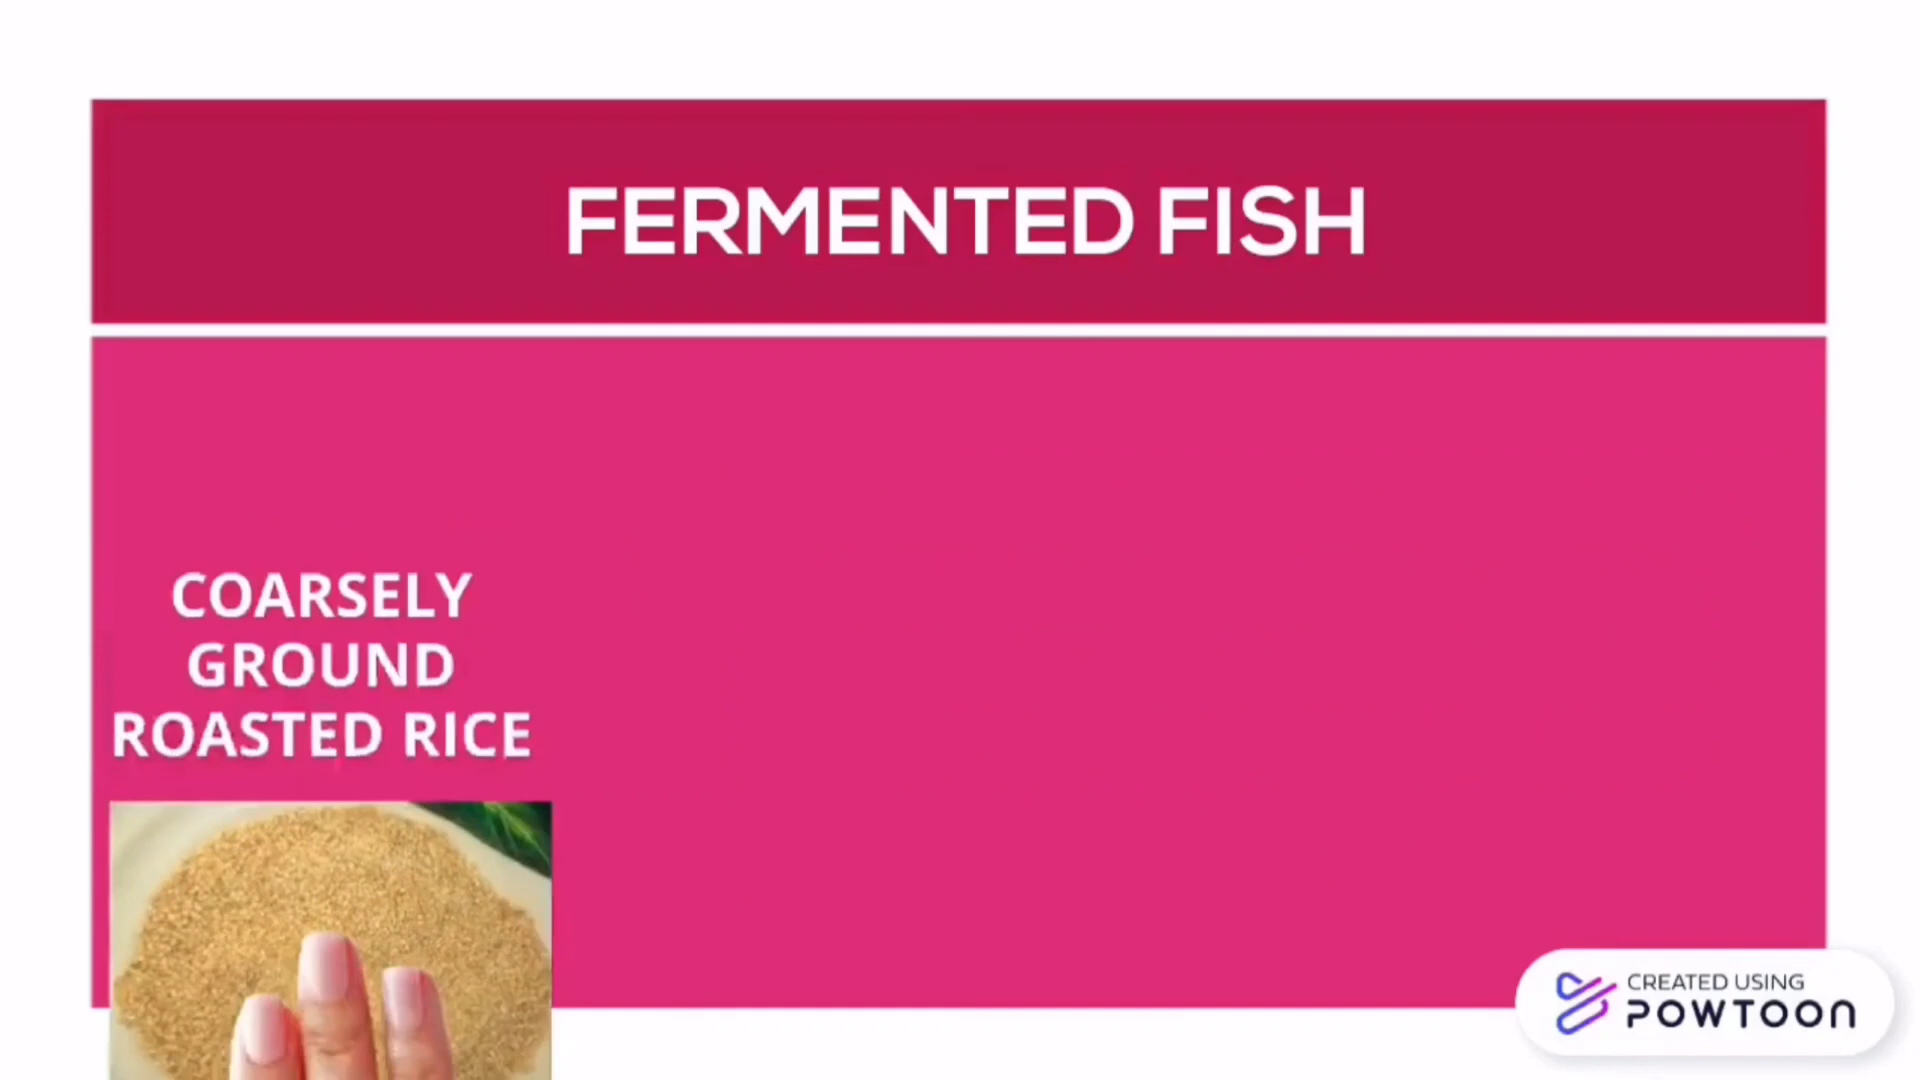 FERMENTED FISH
COARSELY
GROUND
ROASTED RICE
CREATED USING
POWTOON